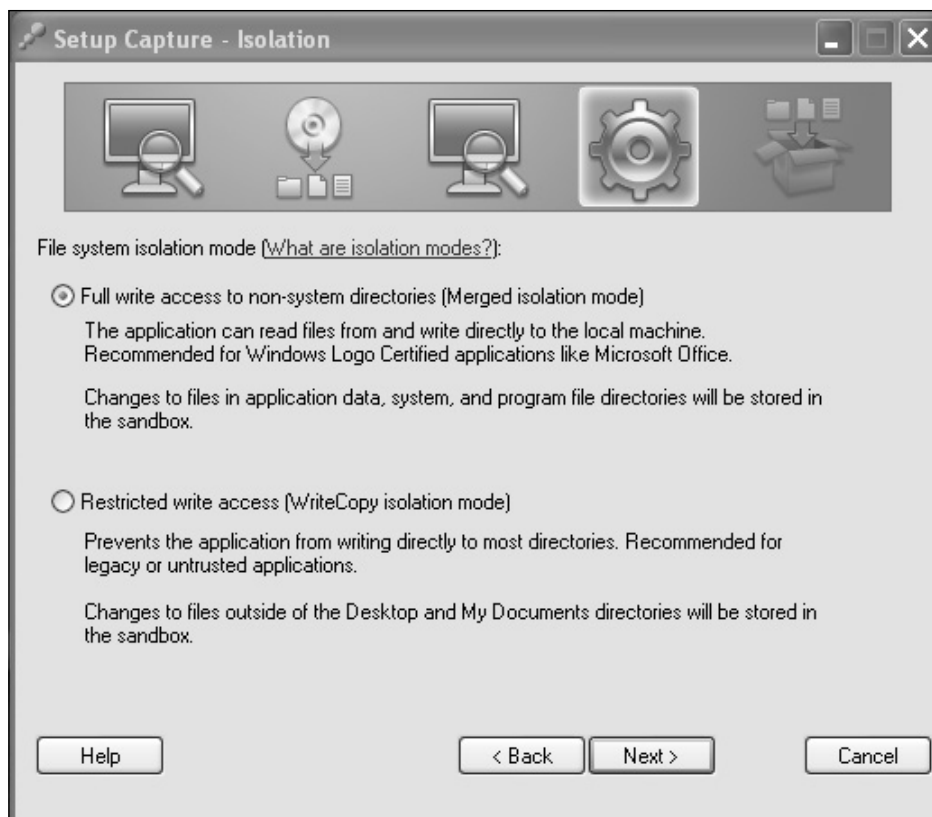 Setup Capture - Isolation
File system isolation mode (What are isolation modes?):
Full write access to non-system directories (Merged isolation mode)
The application can read files from and write directly to the local machine.
Recommended for Windows Logo Certified applications like Microsoft Office.
Changes to files in application data, system, and program file directories will be stored in
the sandbox.
Restricted write access (WriteCopy isolation mode)
Prevents the application from writing directly to most directories. Recommended for
legacy or untrusted applications.
Changes to files outside of the Desktop and My Documents directories will be stored in
the sandbox.
Help < Back Next > Cancel